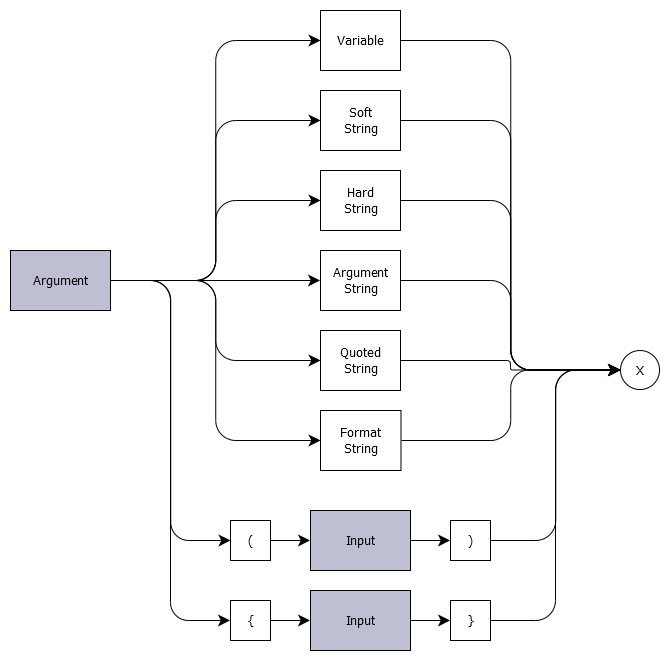 Variable
Soft
String
Hard
String
Argument
Argument
String
Quoted
String
Format
String
X
(
Input
)
{
Input
}